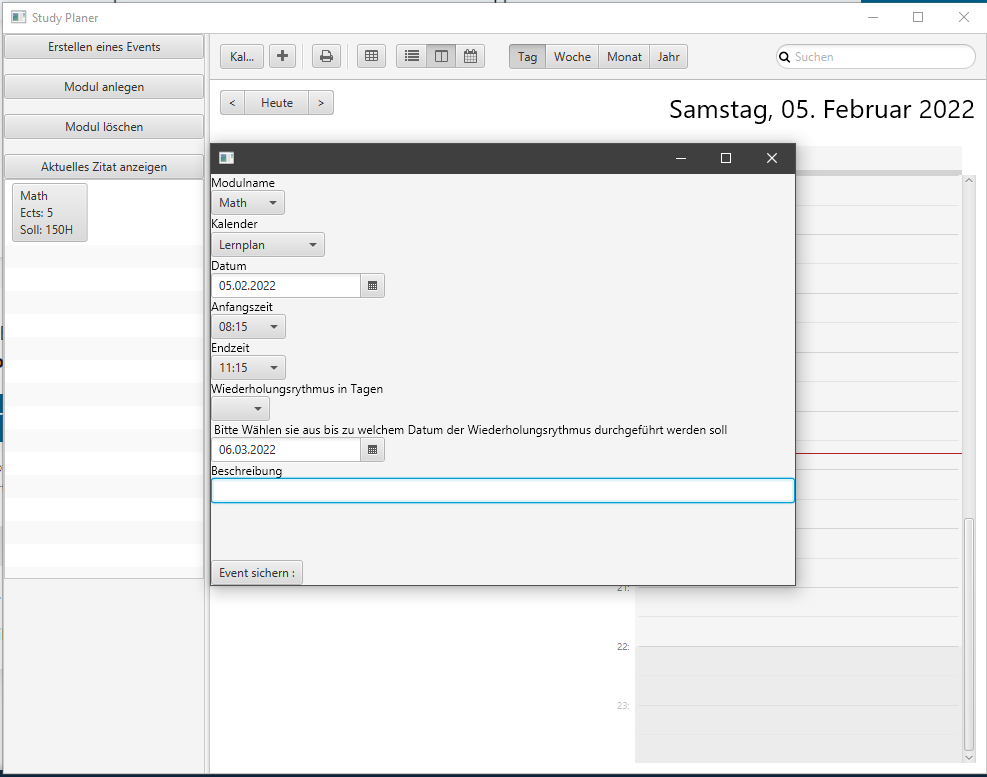 Study Planer
Erstellen eines Events
Modul anlegen
Modul löschen
Aktuelles Zitat anzeigen
Math
Ects: 5
Soll: 150H
Kal...
Tag Woche Monat Jahr
Suchen
< Heute >
Samstag, 05. Februar 2022
Modulname
Math
Kalender
Lernplan
Datum
05.02.2022
Anfangszeit
08:15
Endzeit
11:15
Wiederholungsrythmus in Tagen
Bitte Wählen sie aus bis zu welchem Datum der Wiederholungsrythmus durchgeführt werden soll
06.03.2022
Beschreibung
Event sichern :
21:
22:
23: